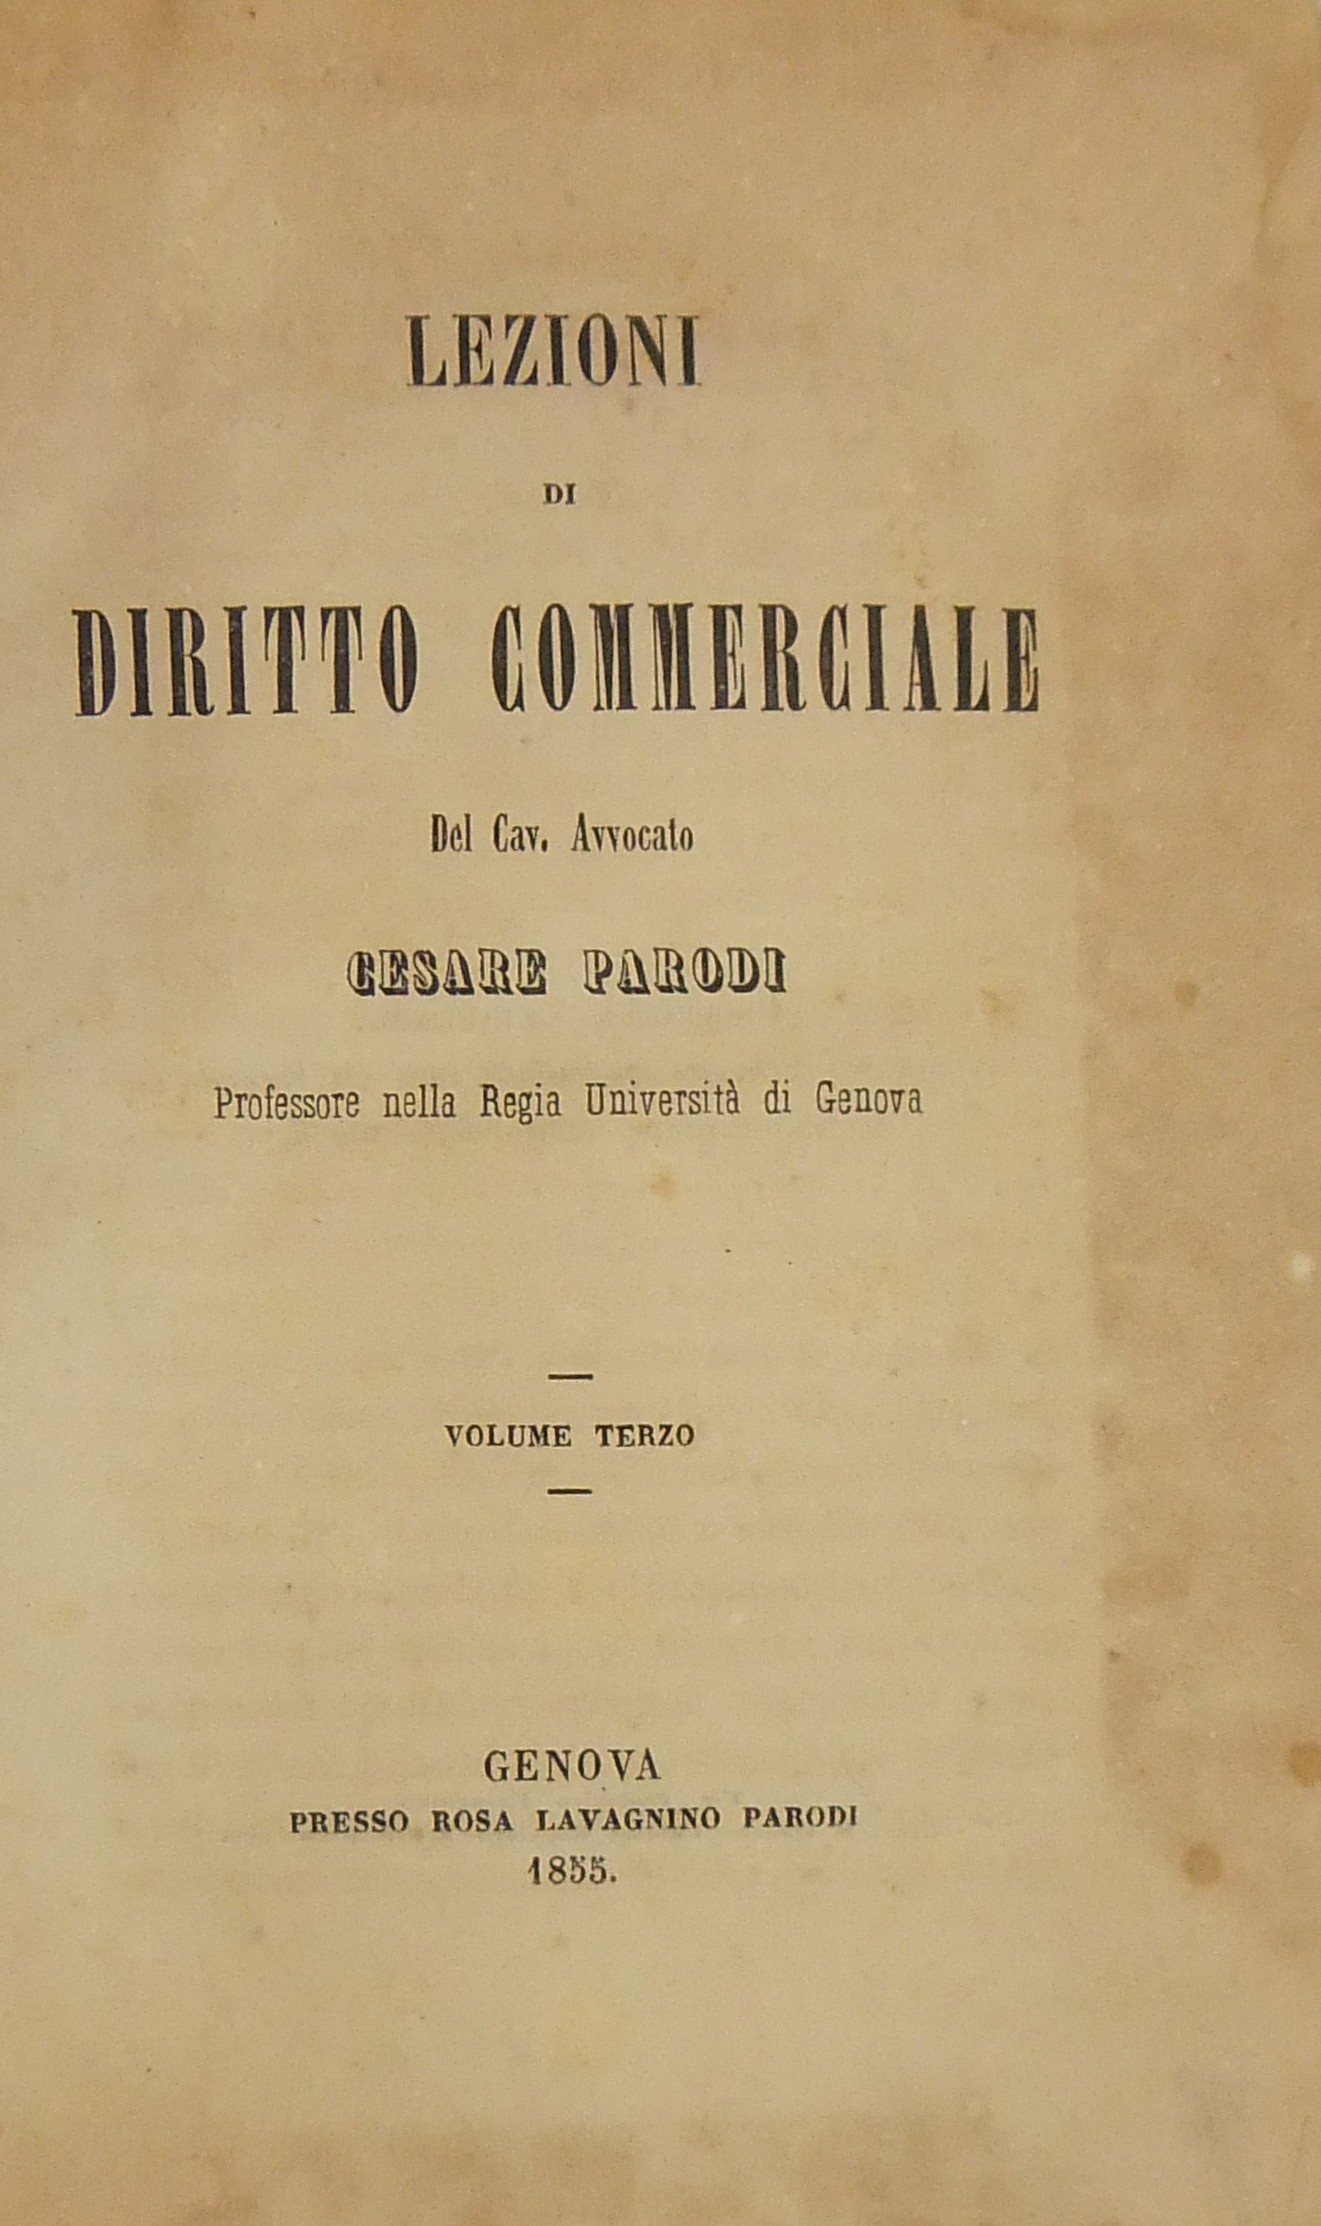 LEZIONI
DI
DIRITTO COMMERCIALE
Del Cav. Avvocato
CESARE PARODI
Professore nella Regia Università di Genova
VOLUME TERZO
GENOVA
PRESSO ROSA LAVAGNINO PARODI
1855.